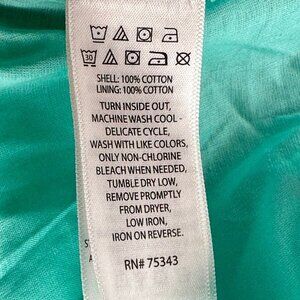 30
SHELL: 100% COTTON
LINING: 100% COTTON
TURN INSIDE OUT,
MACHINE WASH COOL -
DELICATE CYCLE,
WASH WITH LIKE COLORS,
ONLY NON-CHLORINE
BLEACH WHEN NEEDED,
TUMBLE DRY LOW,
REMOVE PROMPTLY
FROM DRYER,
LOW IRON,
IRON ON REVERSE.
RN# 75343